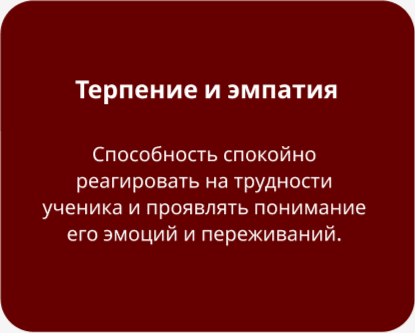 Терпение и эмпатия
Способность спокойно
реагировать на трудности
ученика и проявлять понимание
его эмоций и переживаний.